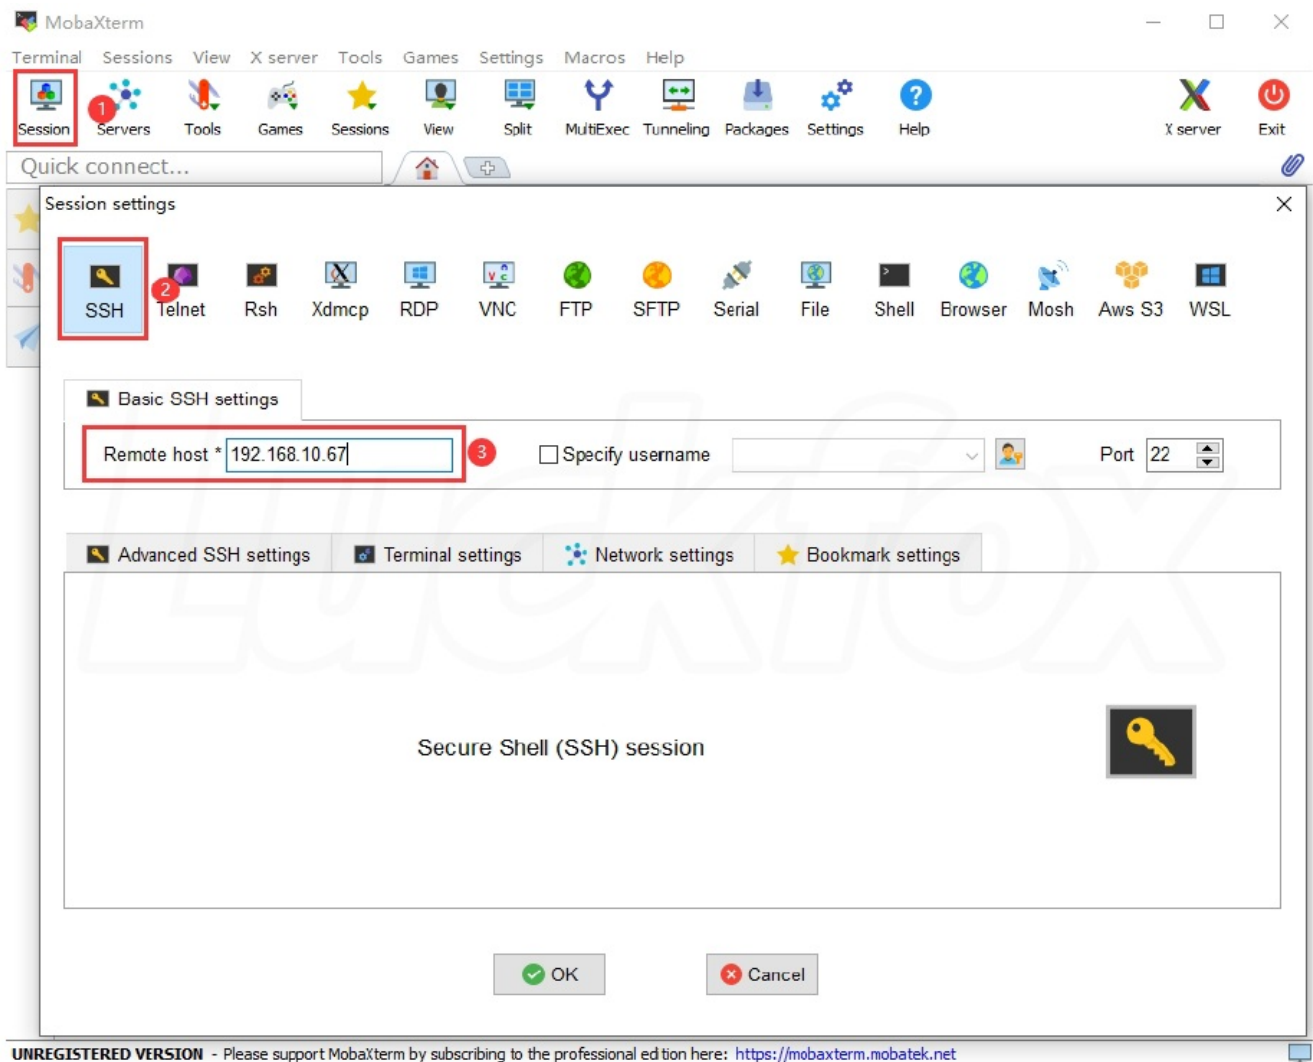 MobaXterm
Terminal Sessions View X server Tools Games Settings Macros Help
1
Session Servers Tools Games Sessions View Split MultiExec Tunneling Packages Settings Help X server Exit
Quick connect...
Session settings
2
SSH Telnet Rsh Xdmcp RDP VNC FTP SFTP Serial File Shell Browser Mosh Aws S3 WSL
Basic SSH settings
Remote host * 192.168.10.67 3 Specify username Port 22
Advanced SSH settings Terminal settings Network settings Bookmark settings
Luckfox
Secure Shell (SSH) session
OK Cancel
UNREGISTERED VERSION - Please support MobaXterm by subscribing to the professional edition here: https://mobaxterm.mobatek.net